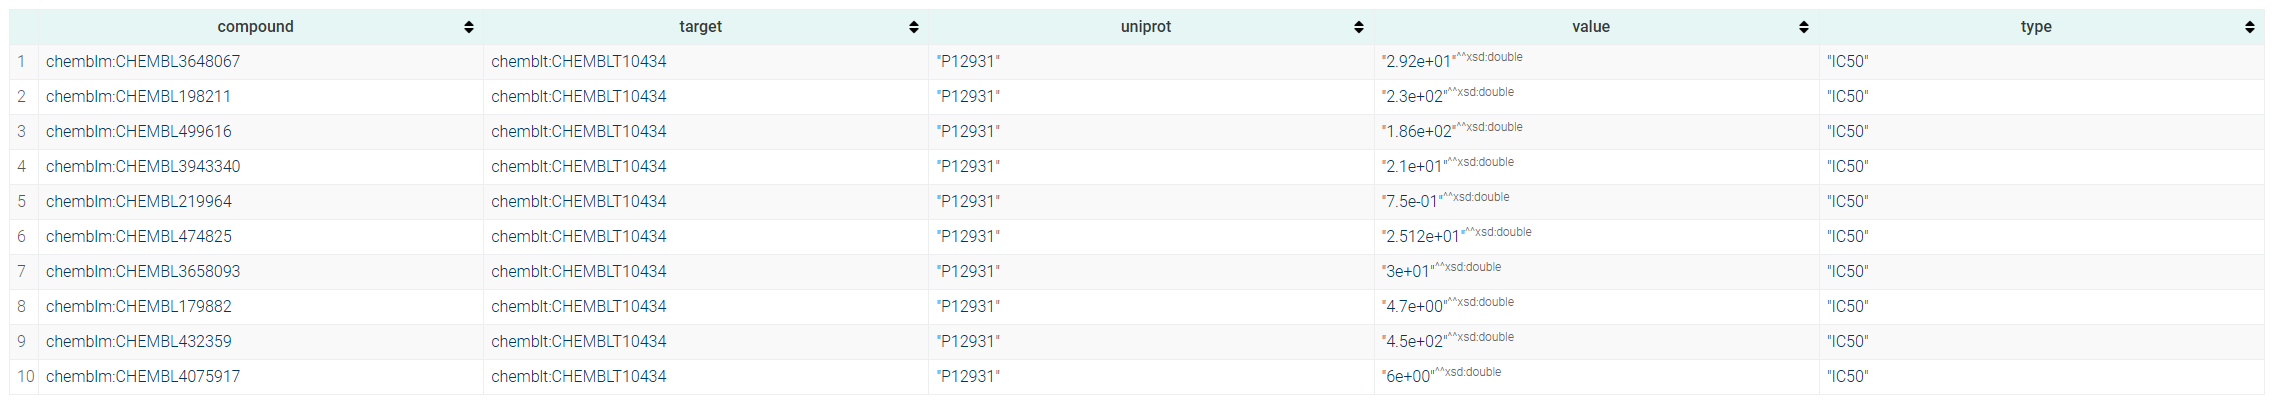 compound target uniprot value type
1 chemblm:CHEMBL3648067 chemblt:CHEMBLT10434 "P12931" "2.92e+01"^^xsd:double "IC50"
2 chemblm:CHEMBL198211 chemblt:CHEMBLT10434 "P12931" "2.3e+02"^^xsd:double "IC50"
3 chemblm:CHEMBL499616 chemblt:CHEMBLT10434 "P12931" "1.86e+02"^^xsd:double "IC50"
4 chemblm:CHEMBL3943340 chemblt:CHEMBLT10434 "P12931" "2.1e+01"^^xsd:double "IC50"
5 chemblm:CHEMBL219964 chemblt:CHEMBLT10434 "P12931" "7.5e-01"^^xsd:double "IC50"
6 chemblm:CHEMBL474825 chemblt:CHEMBLT10434 "P12931" "2.512e+01"^^xsd:double "IC50"
7 chemblm:CHEMBL3658093 chemblt:CHEMBLT10434 "P12931" "3e+01"^^xsd:double "IC50"
8 chemblm:CHEMBL179882 chemblt:CHEMBLT10434 "P12931" "4.7e+00"^^xsd:double "IC50"
9 chemblm:CHEMBL432359 chemblt:CHEMBLT10434 "P12931" "4.5e+02"^^xsd:double "IC50"
10 chemblm:CHEMBL4075917 chemblt:CHEMBLT10434 "P12931" "6e+00"^^xsd:double "IC50"